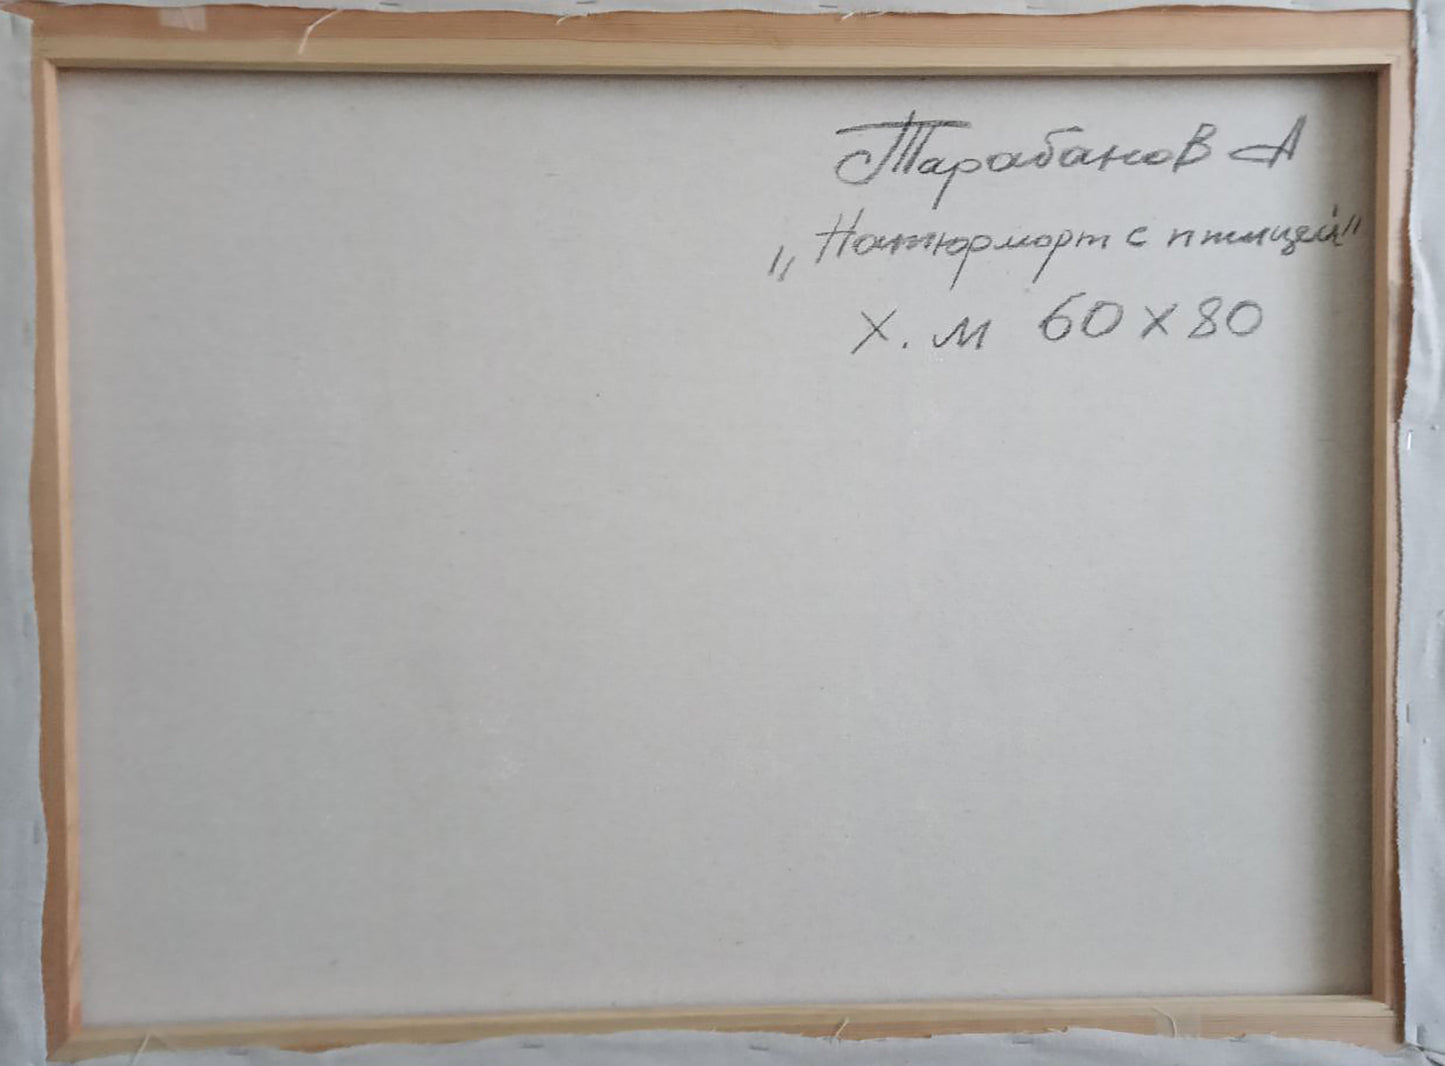 Тарабанов А
„Натюрморт с птицей"
Х. м 60 х 80